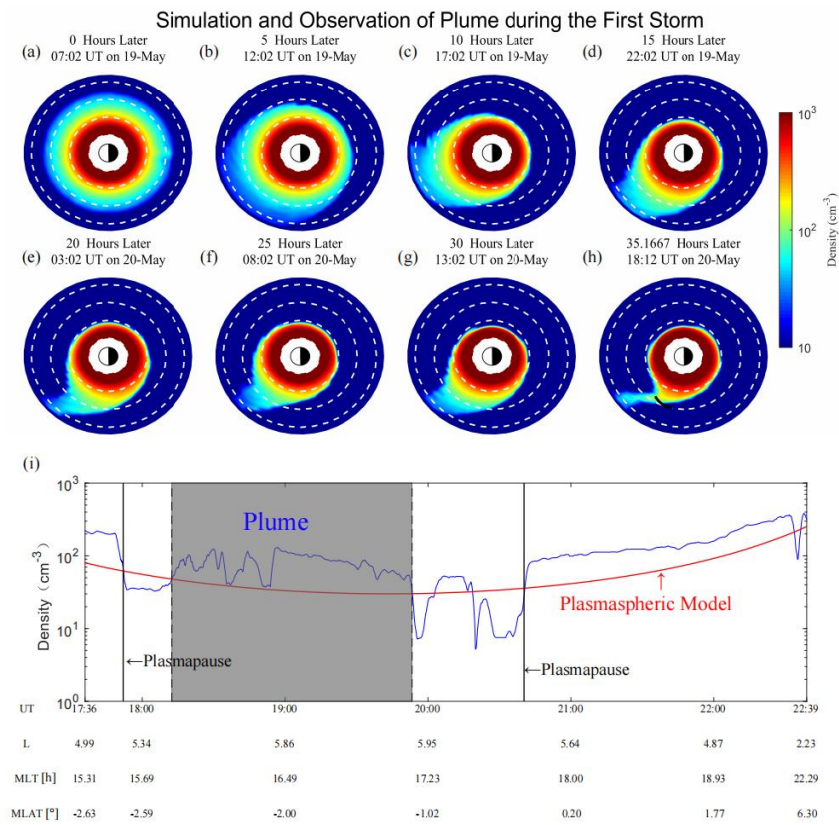 Simulation and Observation of Plume during the First Storm
(a) 0 Hours Later
07:02 UT on 19-May
(b) 5 Hours Later
12:02 UT on 19-May
(c) 10 Hours Later
17:02 UT on 19-May
(d) 15 Hours Later
22:02 UT on 19-May
10³
10²
10
Density (cm⁻³)
(e) 20 Hours Later
03:02 UT on 20-May
(f) 25 Hours Later
08:02 UT on 20-May
(g) 30 Hours Later
13:02 UT on 20-May
(h) 35.1667 Hours Later
18:12 UT on 20-May
(i)
10³
10²
10¹
10⁰
Density (cm⁻³)
Plume
Plasmaspheric Model
←Plasmapause
←Plasmapause
UT 17:36 18:00 19:00 20:00 21:00 22:00 22:39
L 4.99 5.34 5.86 5.95 5.64 4.87 2.23
MLT [h] 15.31 15.69 16.49 17.23 18.00 18.93 22.29
MLAT [°] -2.63 -2.59 -2.00 -1.02 0.20 1.77 6.30